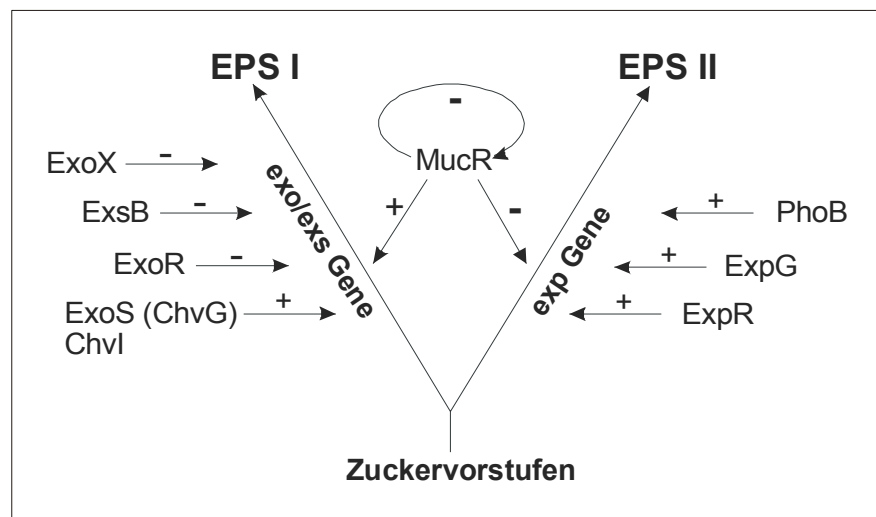 EPS I
EPS II
-
MucR
ExoX
-
ExsB
-
ExoR
-
ExoS (ChvG)
ChvI
+
exo/exs Gene
+
-
exp Gene
+
PhoB
+
ExpG
+
ExpR
Zuckervorstufen